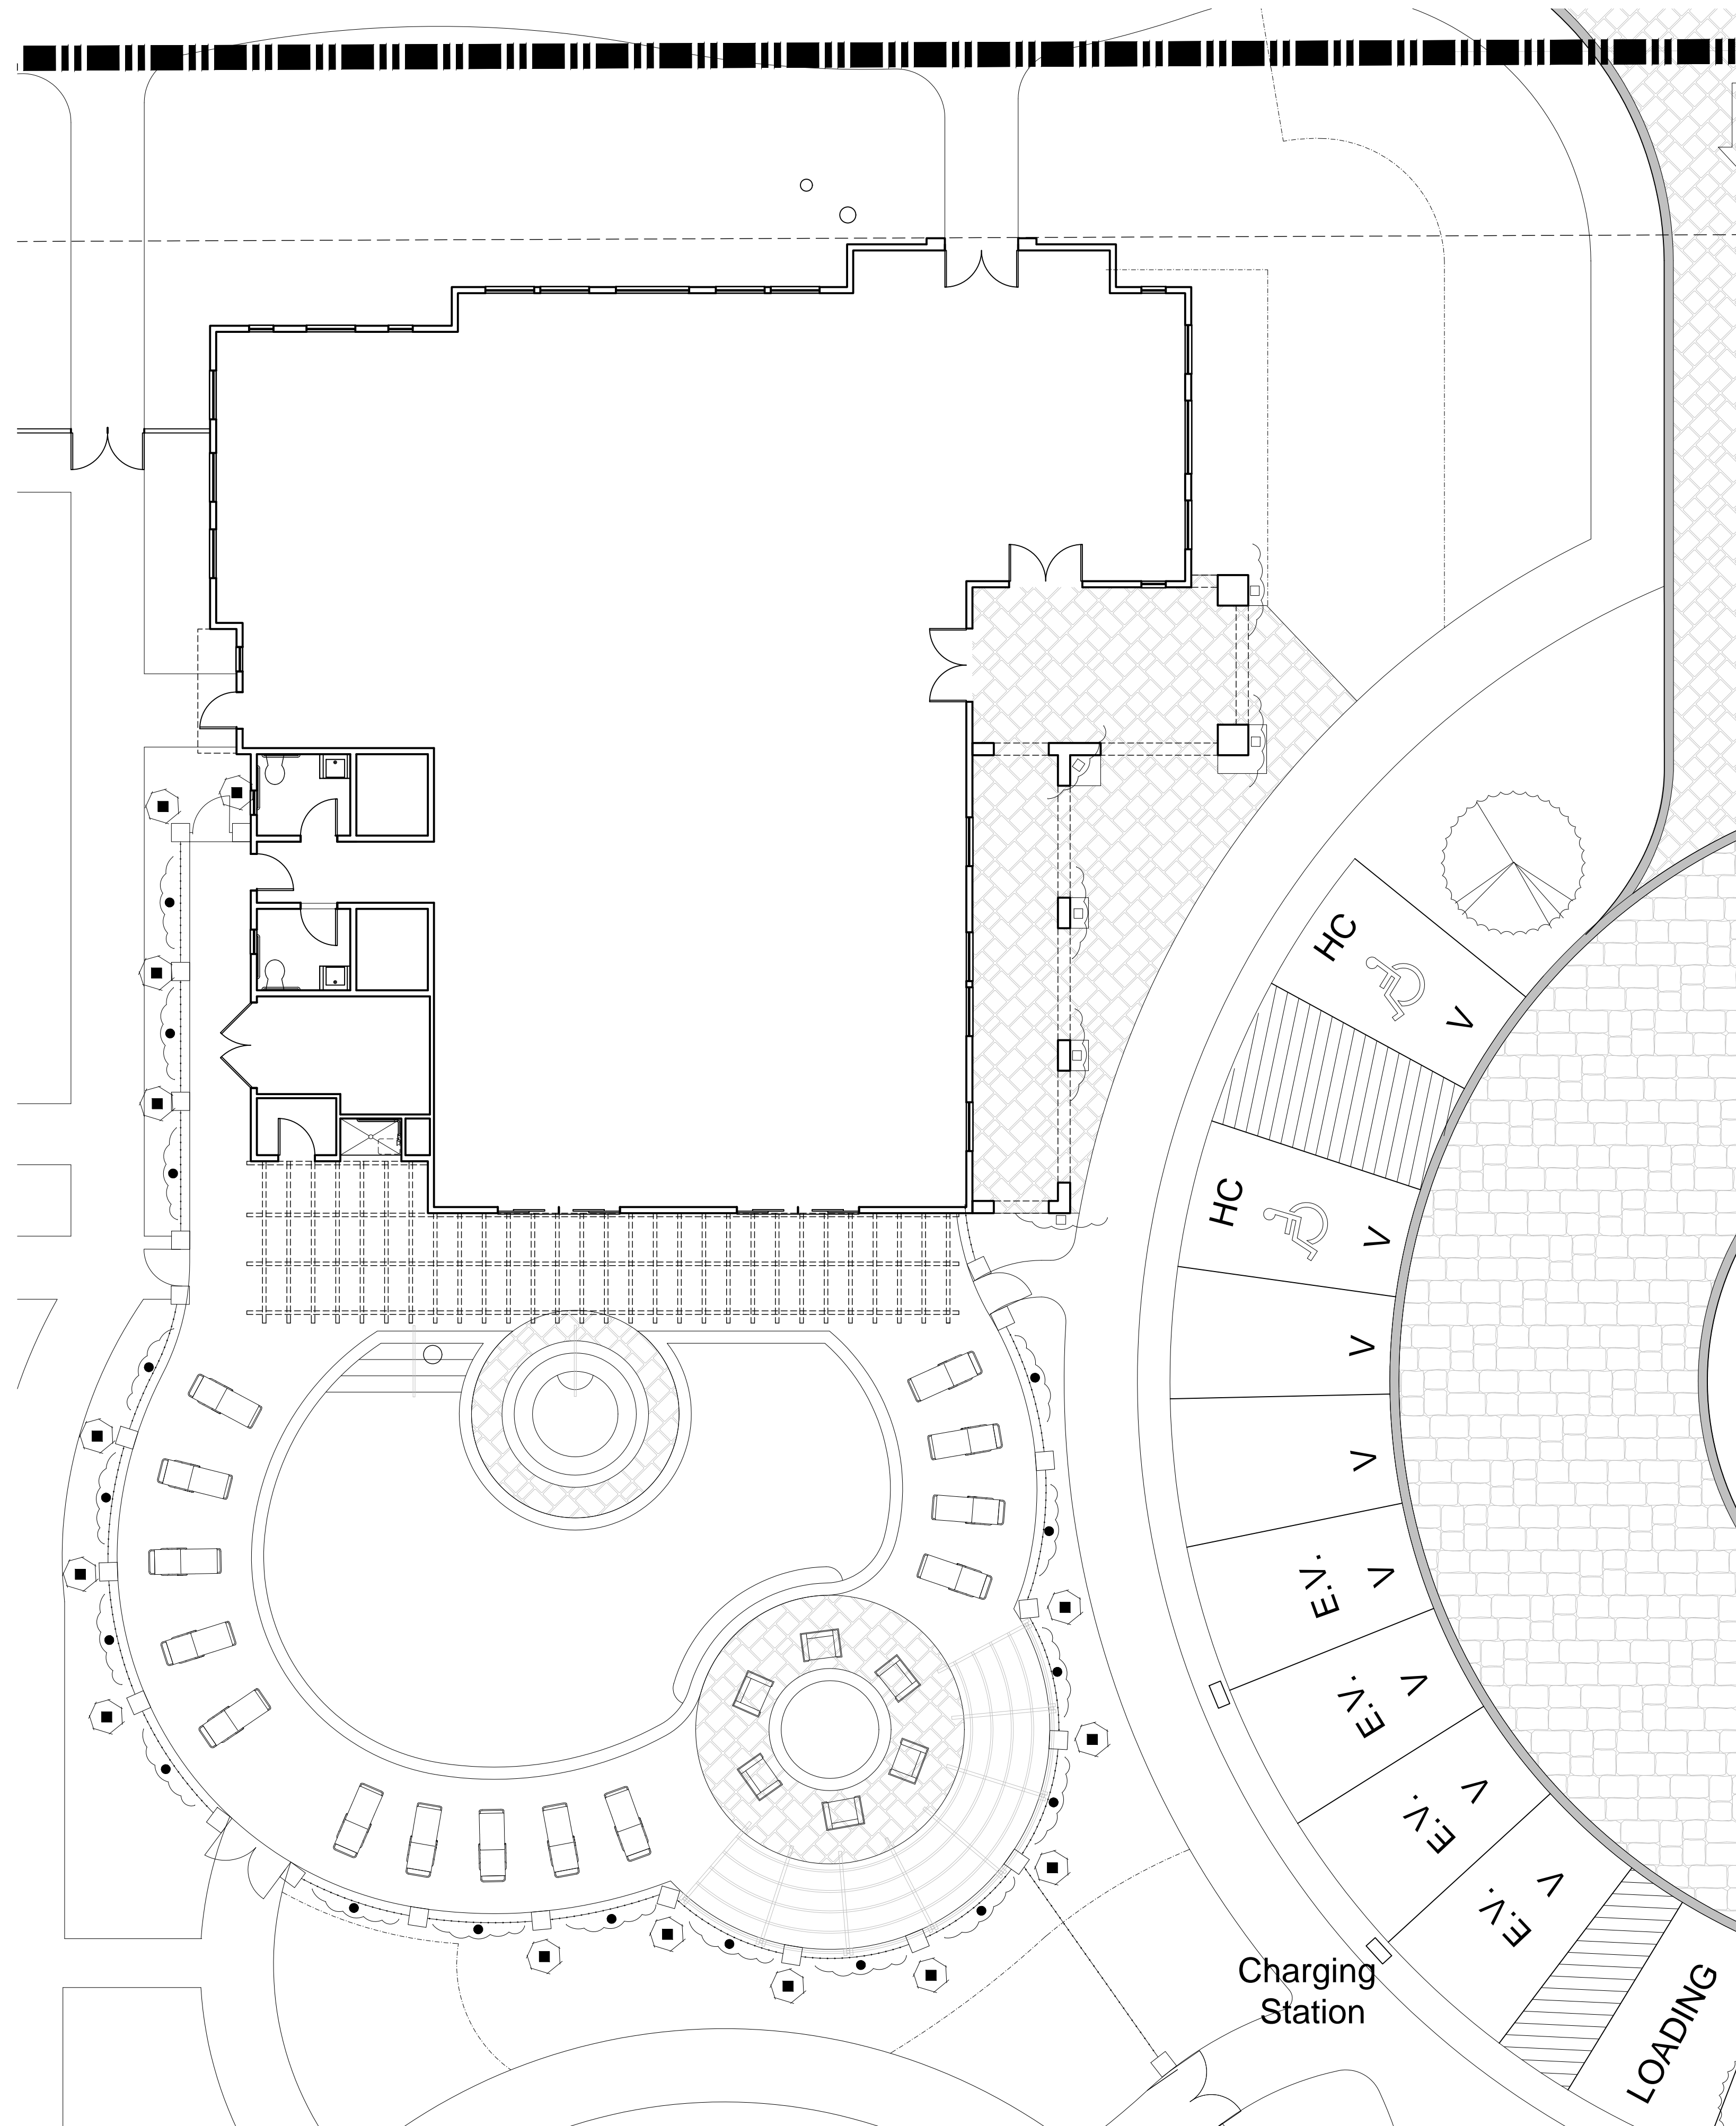 HC
V
HC
V
V
V
E.V.
V
E.V.
V
E.V.
V
E.V.
V
Charging
Station
LOADING